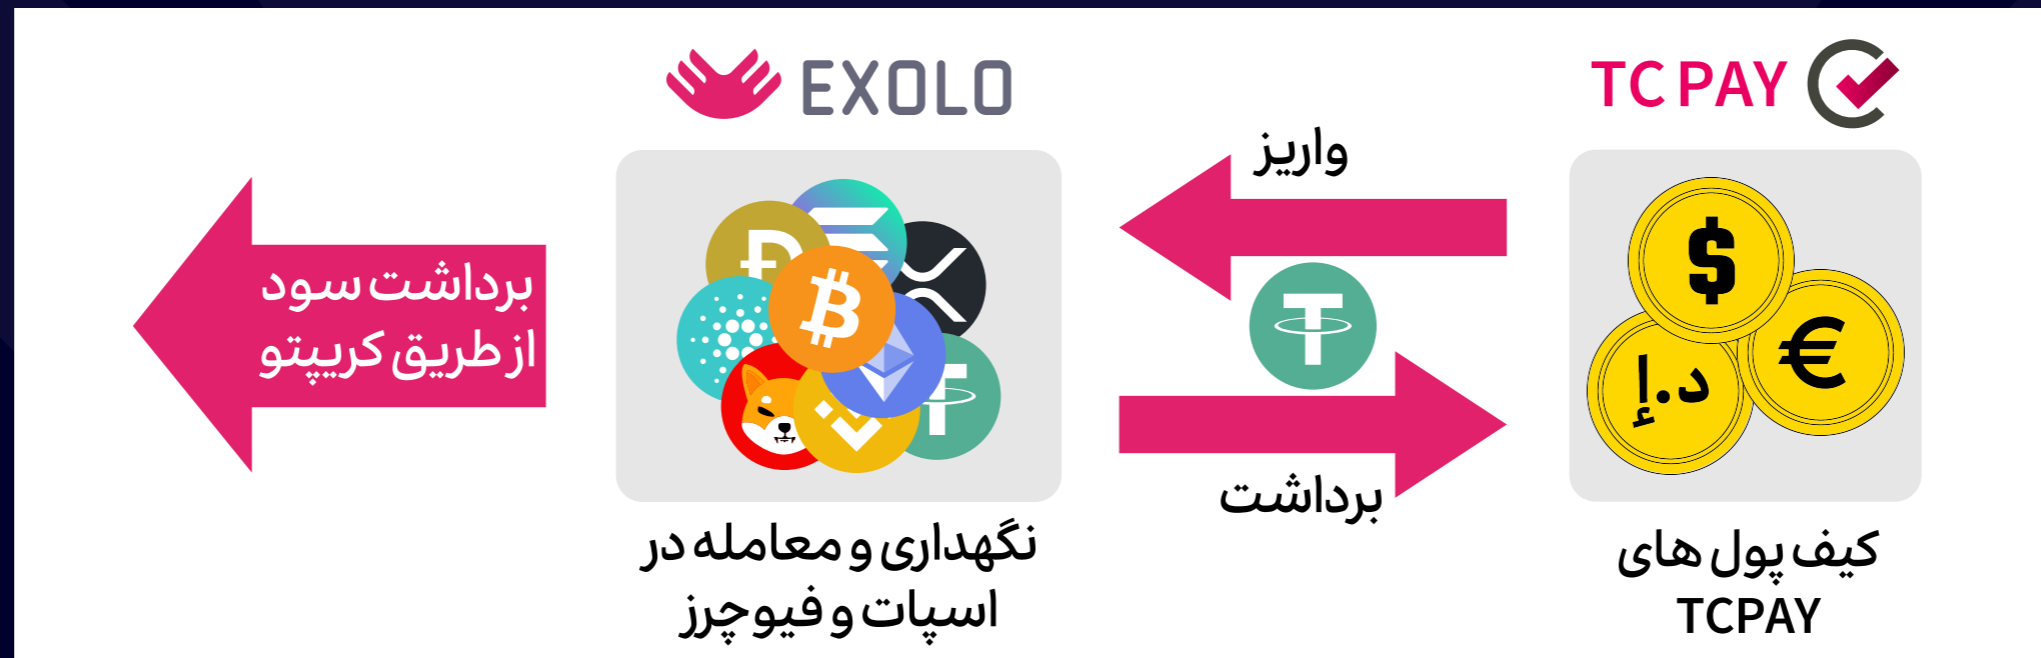 TC PAY
EXOLO
واریز
برداشت سود
از طریق کریپتو
$
€
د.إ
برداشت
کیف پول های
TCPAY
نگهداری و معامله در
اسپات و فیوچرز